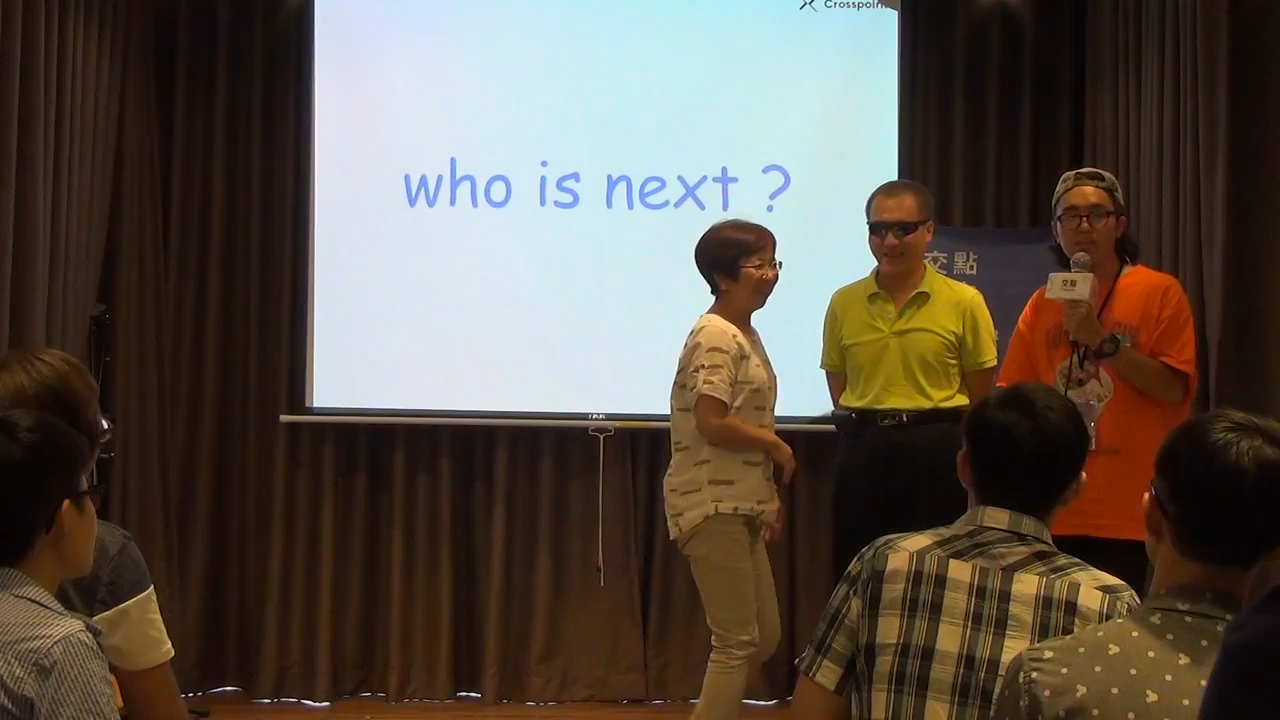 Crosspoint
who is next ?
交點
交點